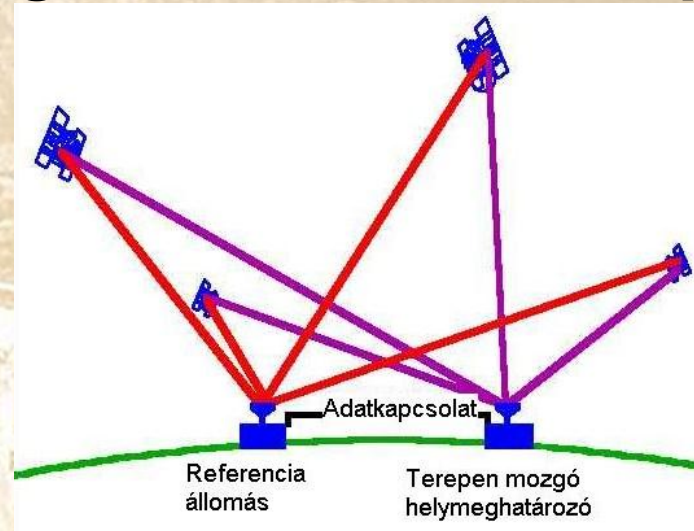 Adatkapcsolat
Referencia
állomás
Terepen mozgó
helymeghatározó